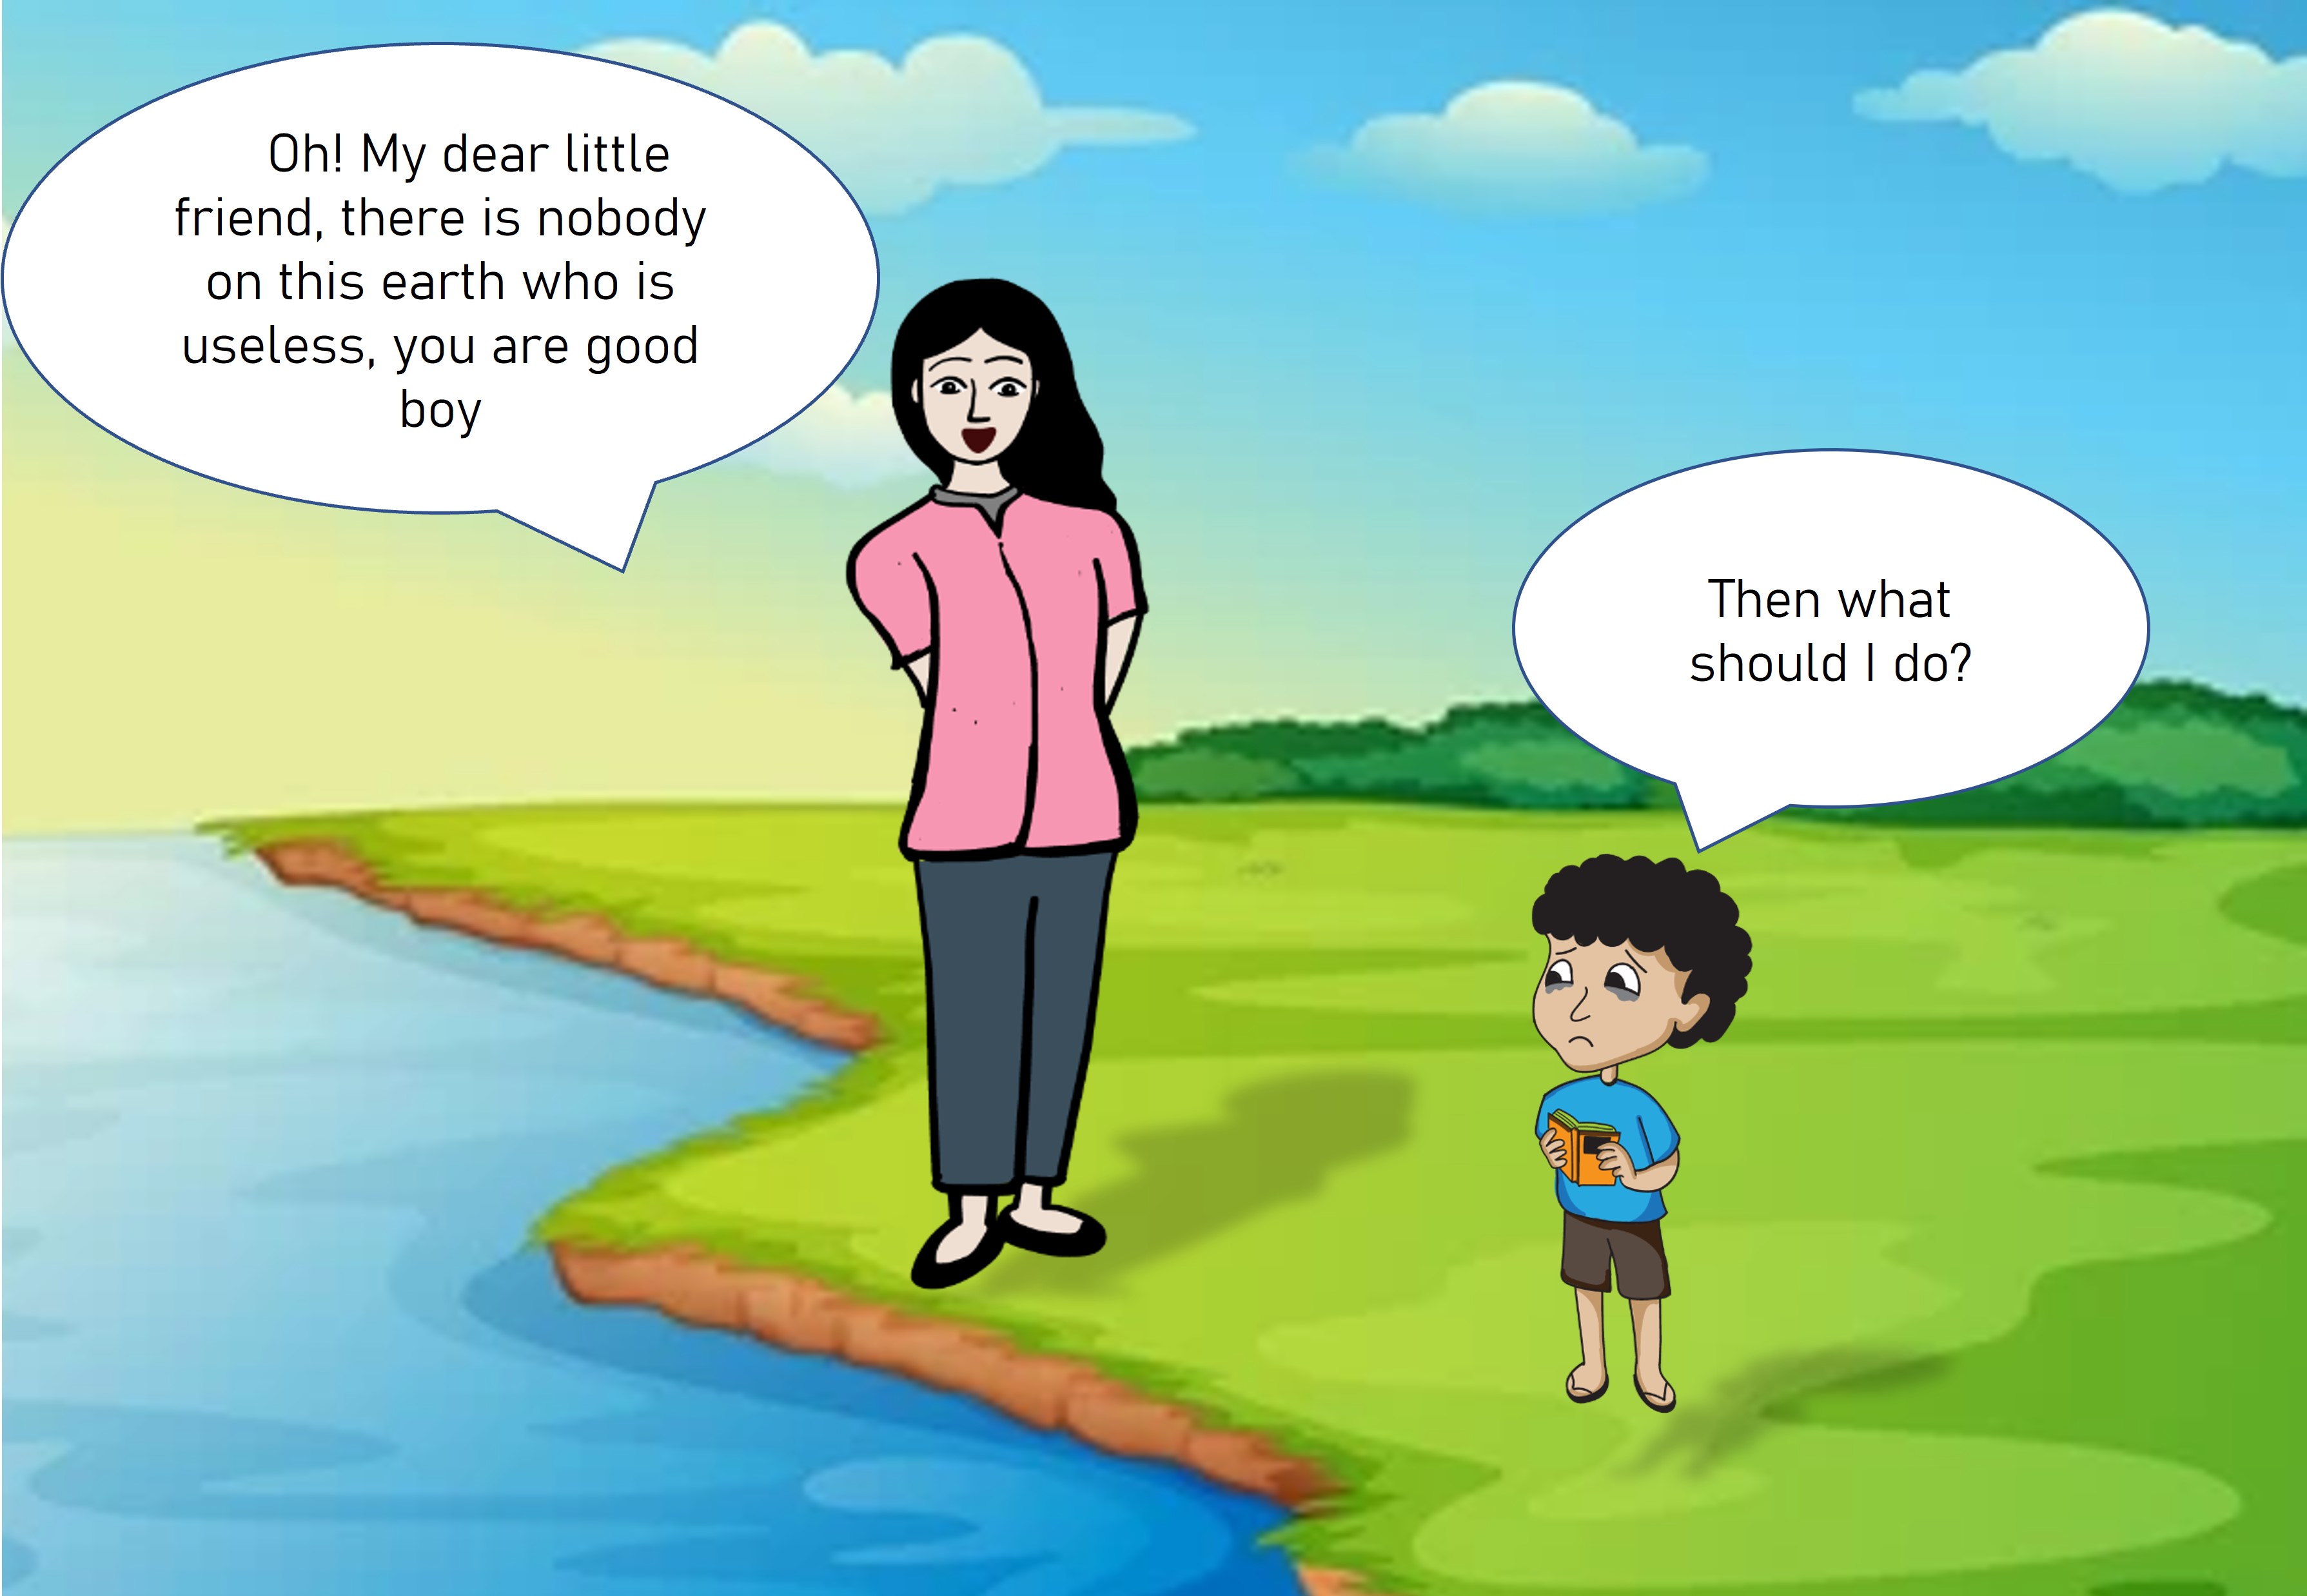 Oh! My dear little
friend, there is nobody
on this earth who is
useless, you are good
boy
Then what
should I do?